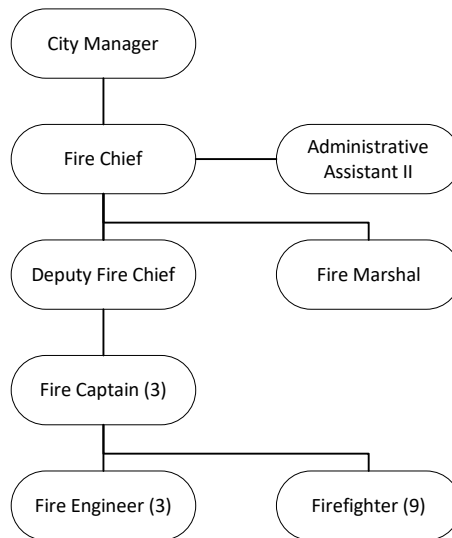 City Manager
Fire Chief
Administrative
Assistant II
Deputy Fire Chief
Fire Marshal
Fire Captain (3)
Fire Engineer (3)
Firefighter (9)